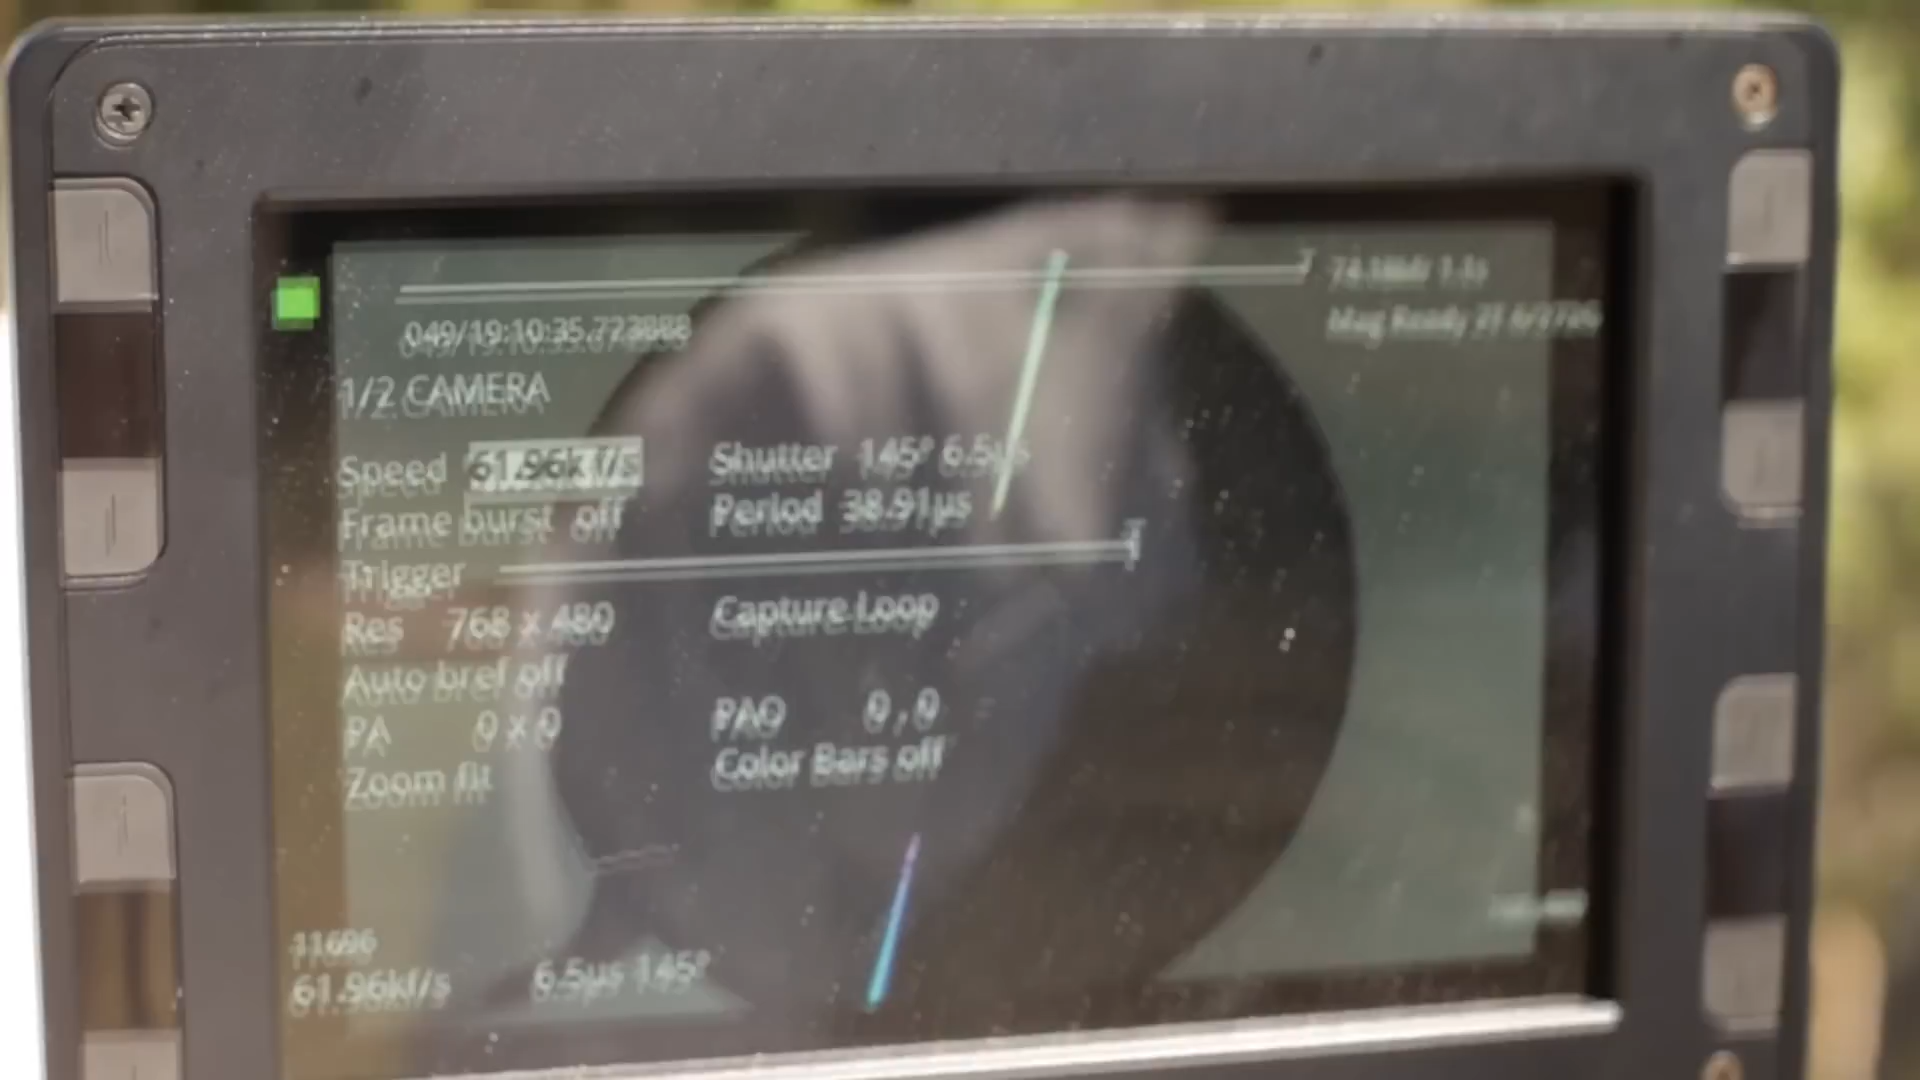 049/19:10:35.723888
1/2 CAMERA
Speed 61.96k f/s Shutter 145° 6.5µs
Frame burst off Period 38.91µs
Trigger
Res 768 x 480 Capture Loop
Auto bref off
PA 0 x 0 PAO 0 , 0
Zoom fit Color Bars off
11696
61.96kf/s 6.5µs 145°
Mag Ready